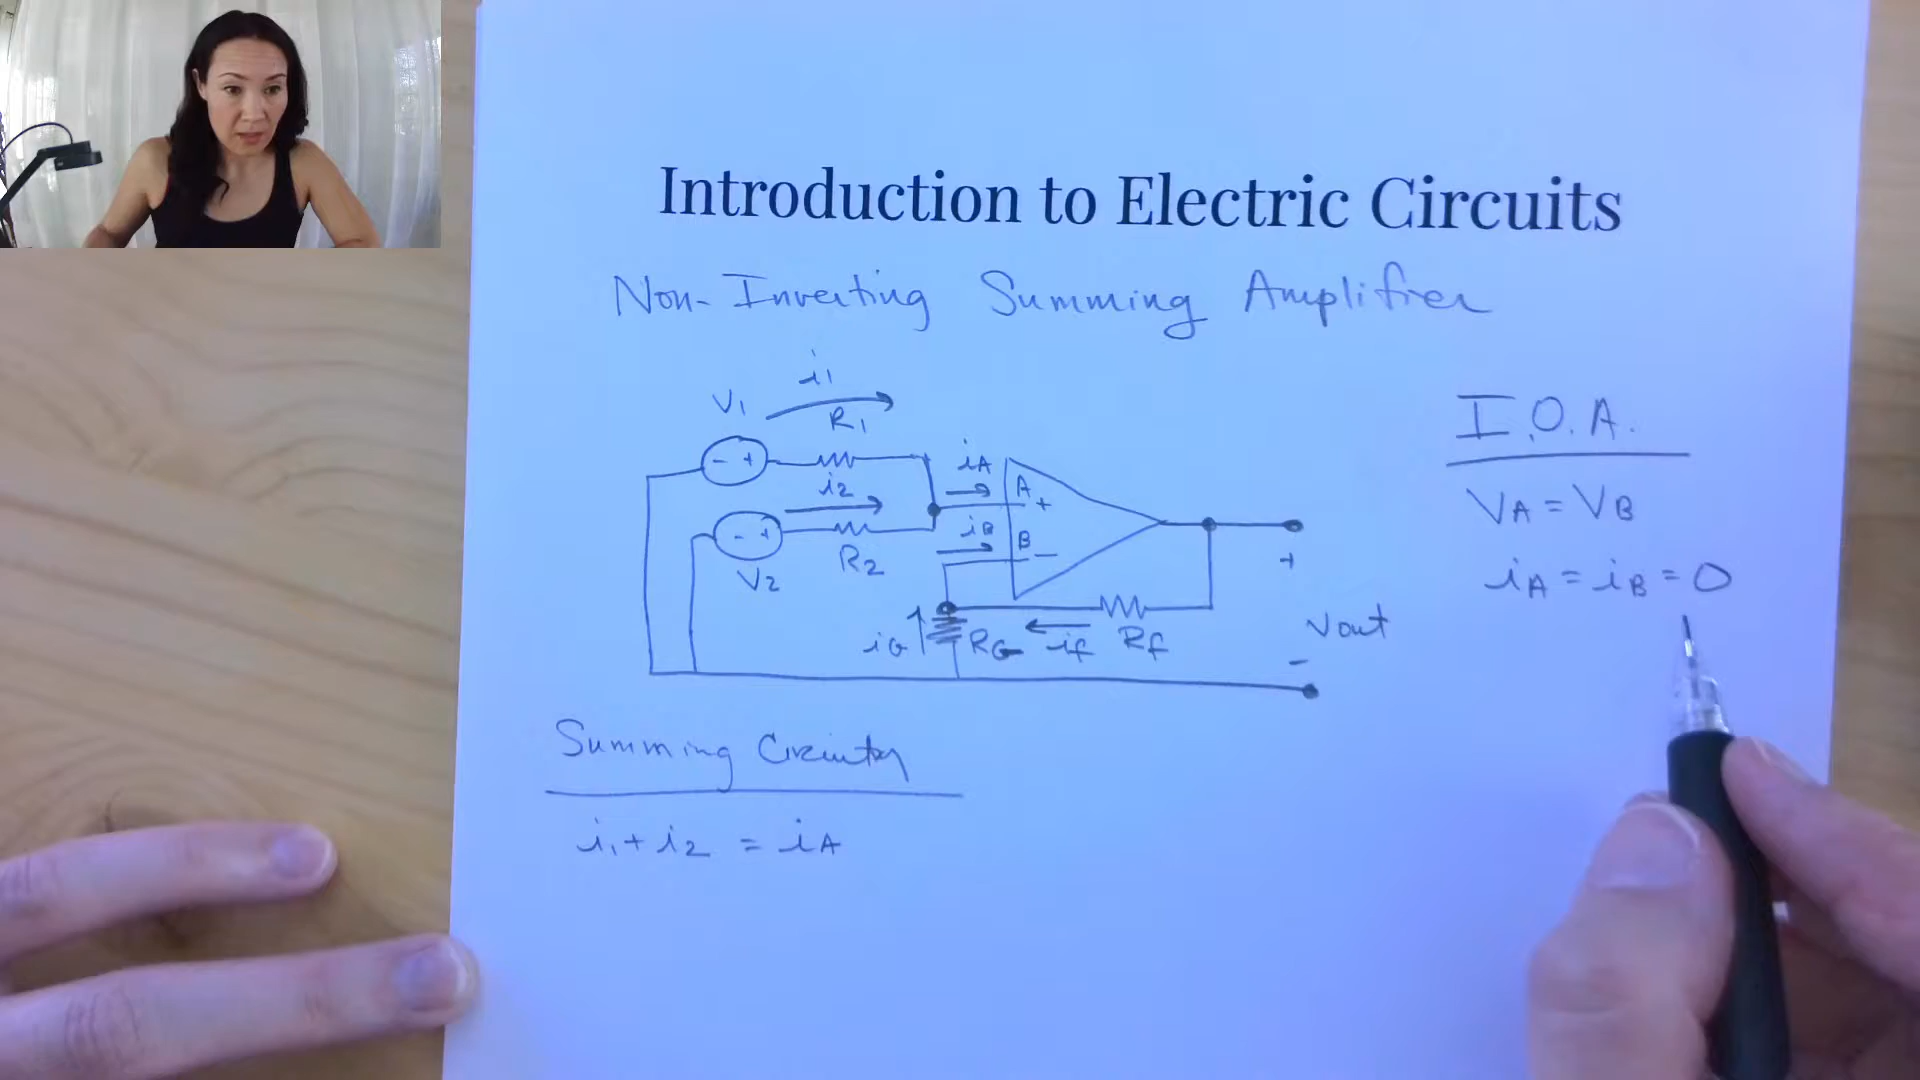 Introduction to Electric Circuits
Non-Inverting Summing Amplifier
i1
V1
R1
I.O.A.
iA
- +
i2
A
+
VA = VB
iB
- +
B
-
R2
V2
+
iA = iB = 0
iG
RG
if
Rf
Vout
-
Summing Circuitry
i1 + i2 = iA